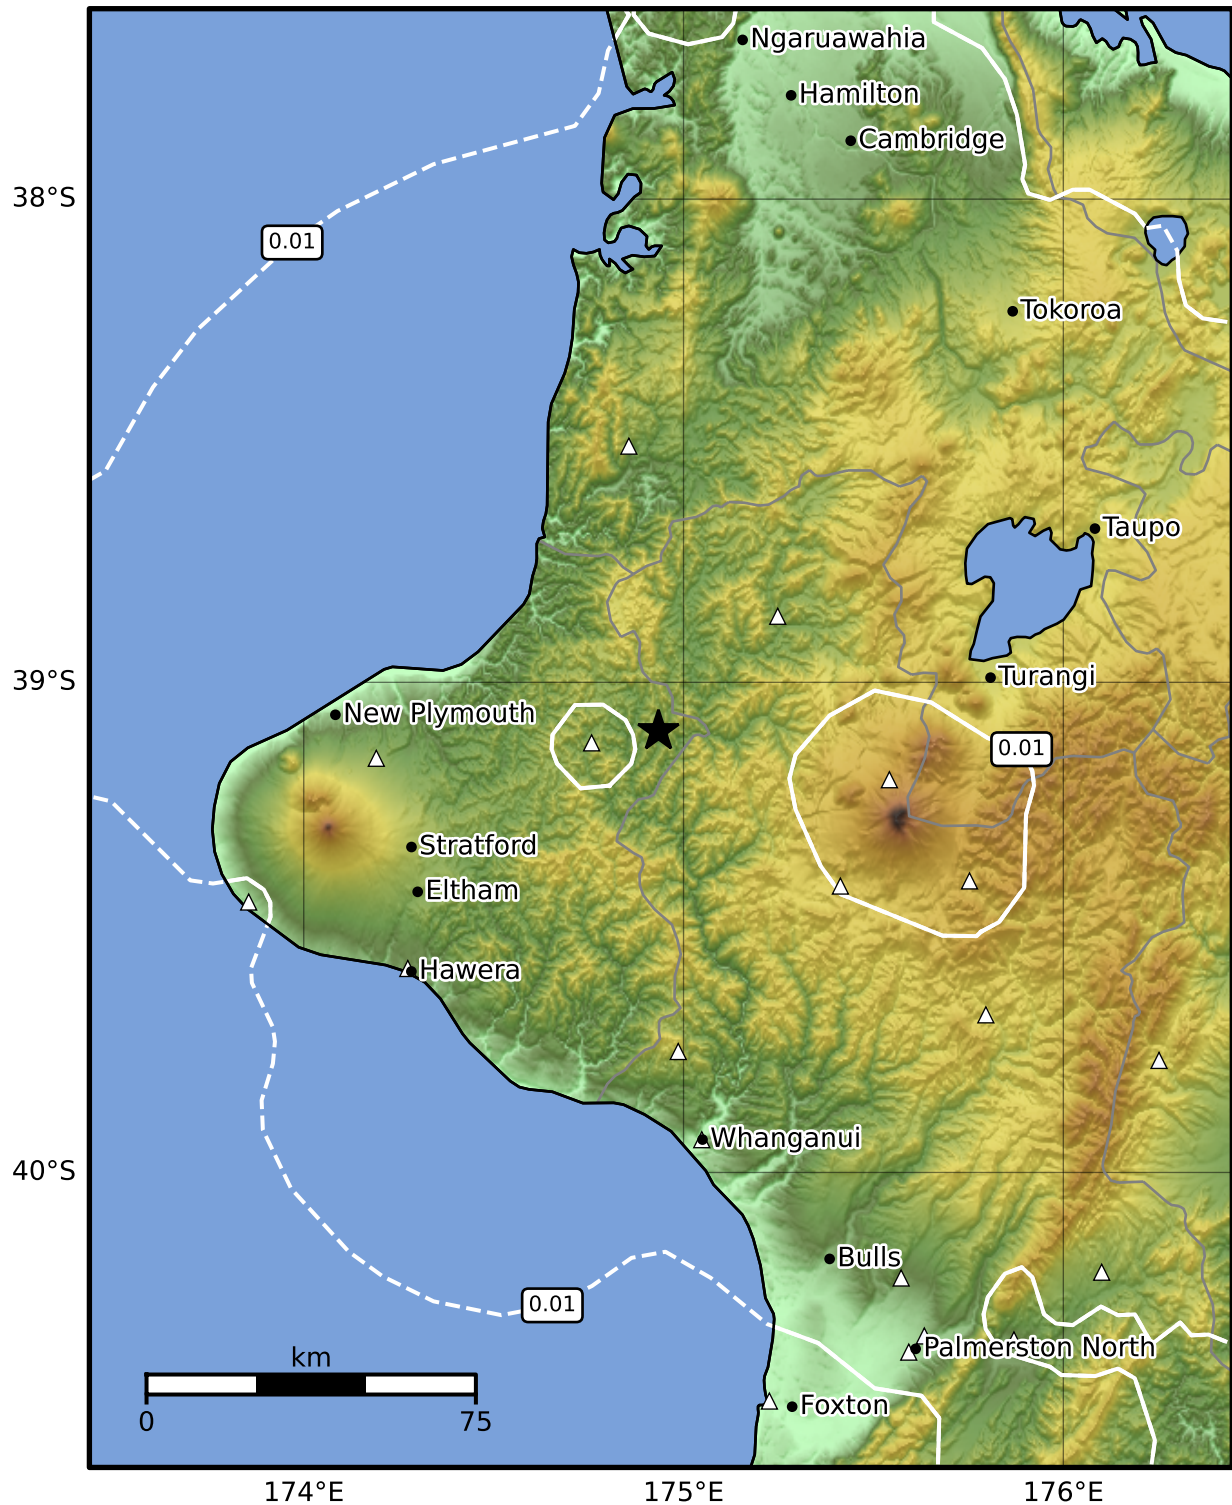 Ngaruawahia
Hamilton
Cambridge
38°S
0.01
Tokoroa
Taupo
39°S
Turangi
New Plymouth
0.01
Stratford
Eltham
Hawera
Whanganui
40°S
Bulls
0.01
Palmerston North
km
Foxton
0
75
174°E
175°E
176°E